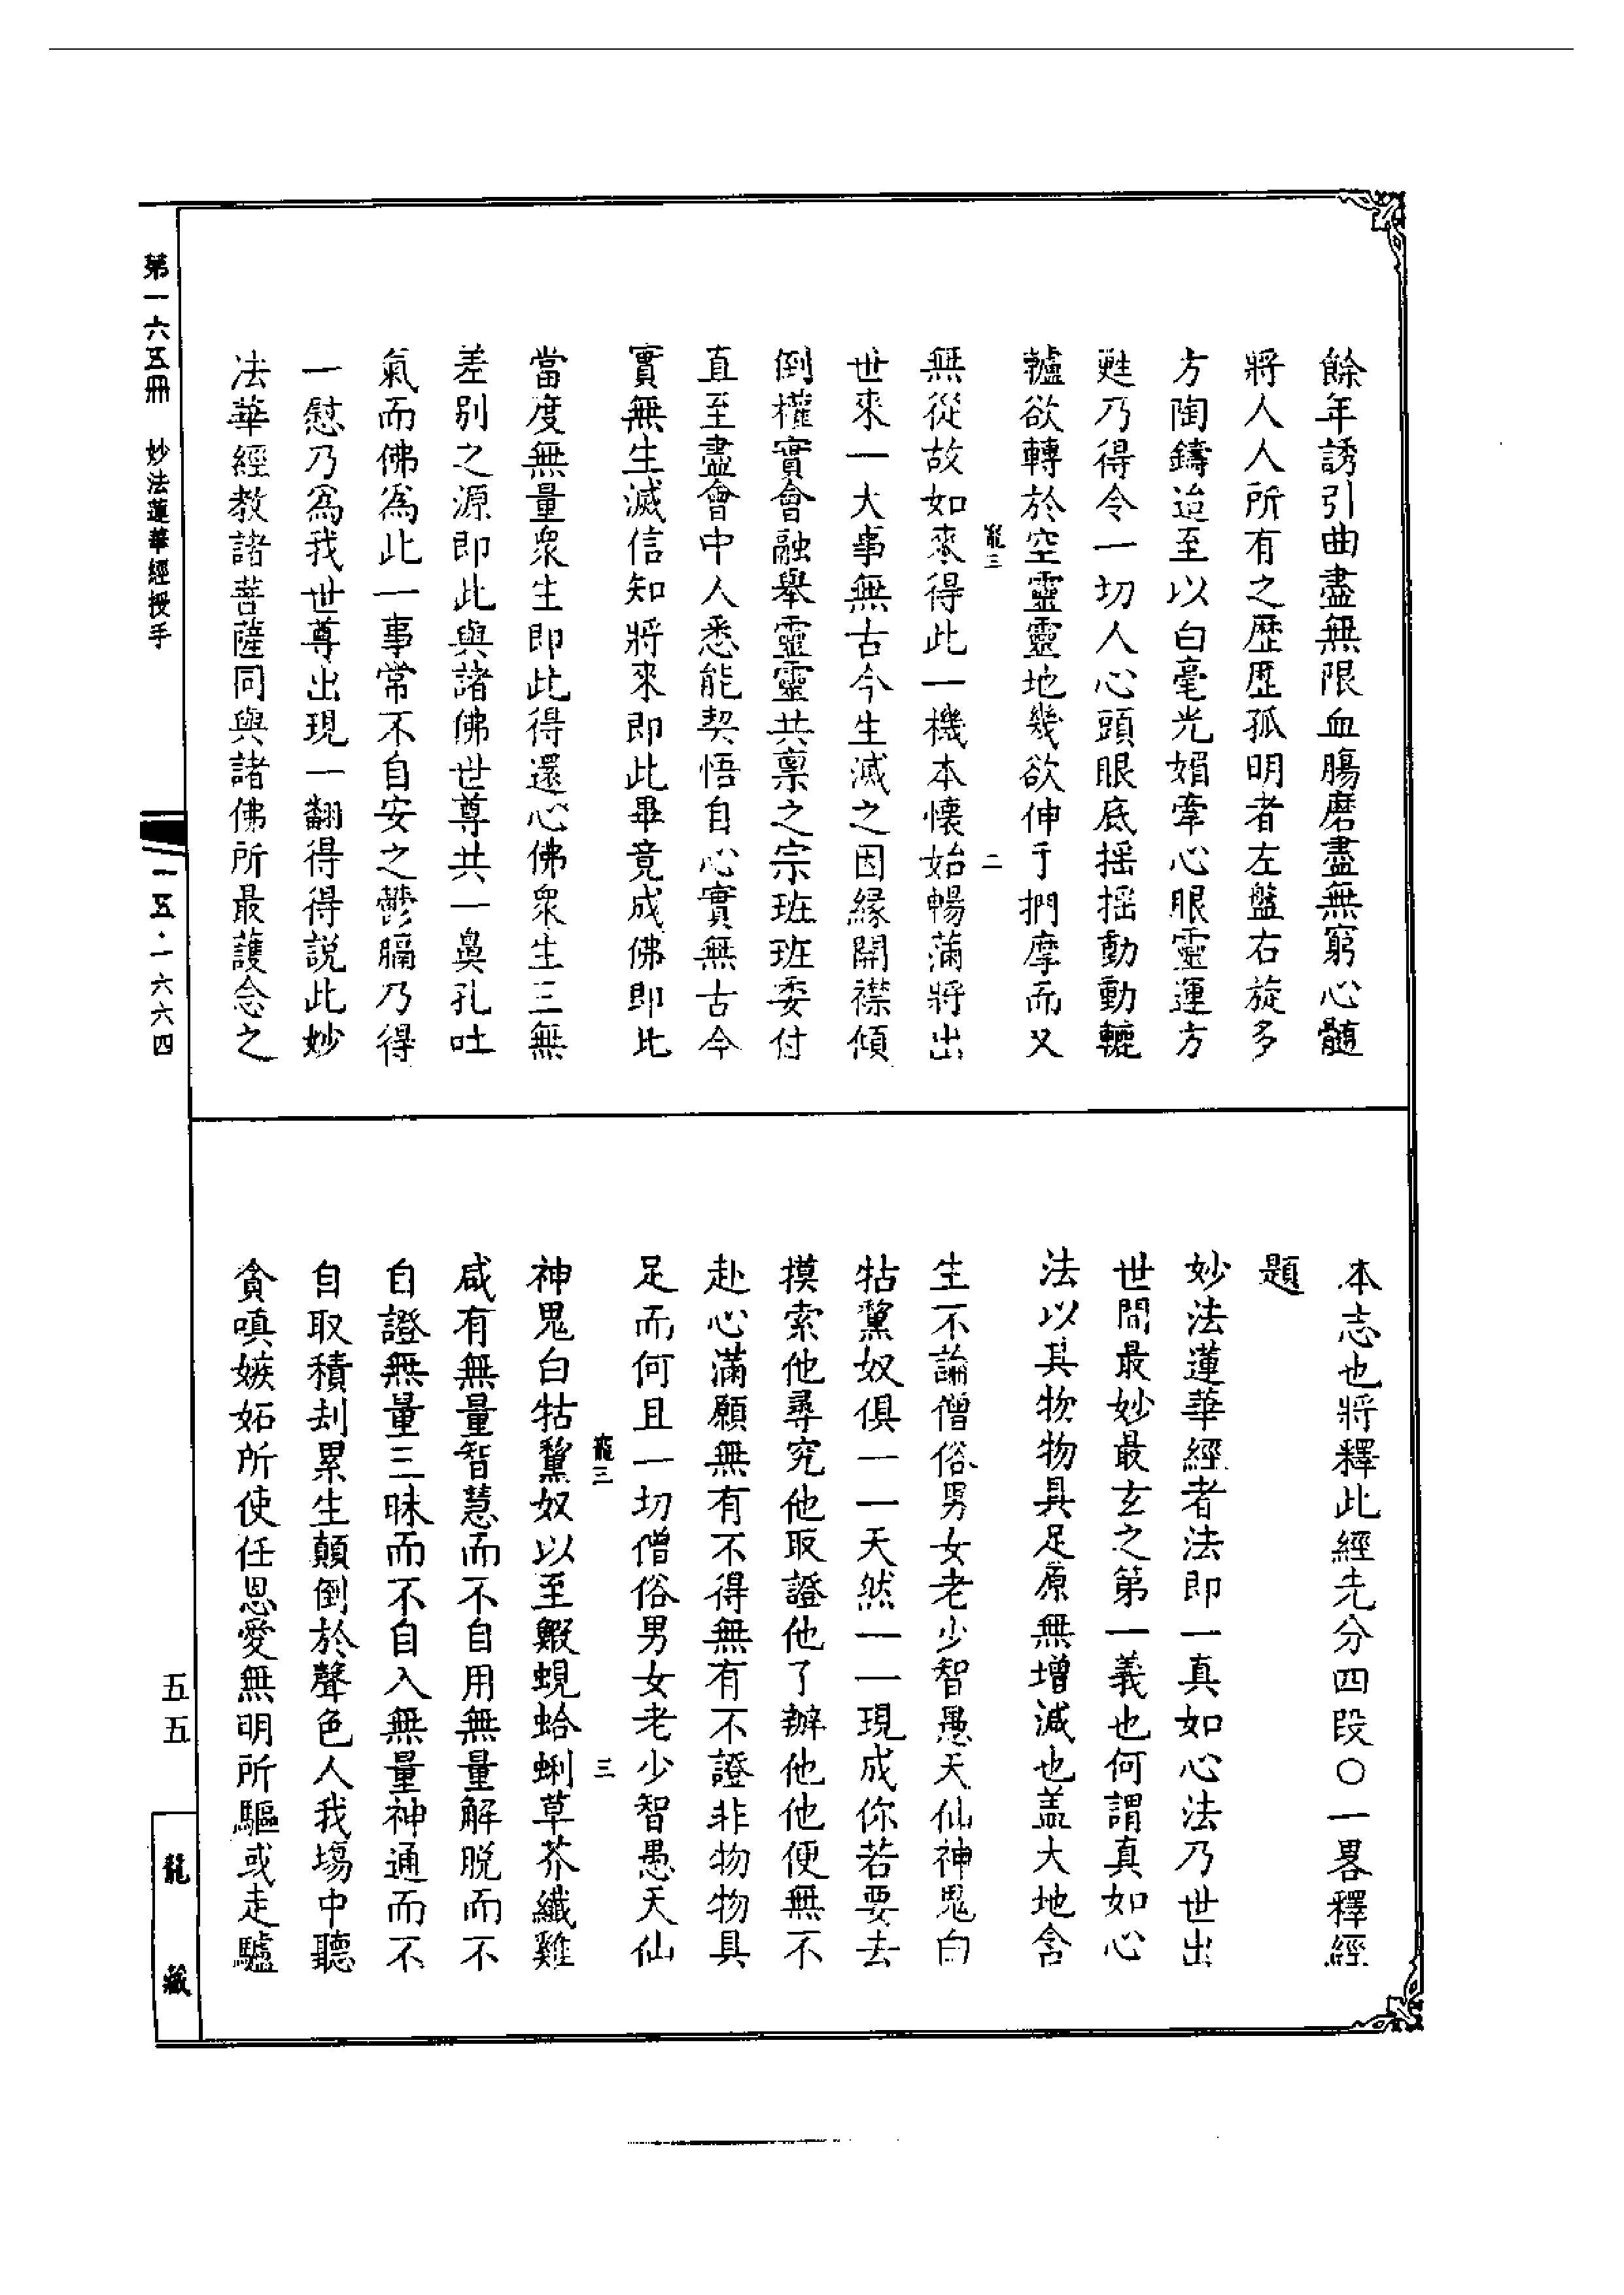 餘年誘引曲盡無限血膓磨盡無窮心髓
將人人所有之歴歴孤明者左盤右旋多
方陶鑄迨至以白毫光媚牽心眼靈運方
甦乃得令一切人心頭眼底揺揺動動轆
轤欲轉於空靈靈地幾欲伸手捫摩而又
無從故如來得此一機本懐始暢蒲將出
世來一大事無古今生滅之因緣開襟傾
倒權實會融舉靈靈共稟之宗班班委付
直至盡會中人悉能契悟自心實無古今
實無生滅信知將來即此畢竟成佛即此
當度無量衆生即此得還心佛衆生三無
差别之源即此與諸佛世尊共一鼻孔吐
氣而佛爲此一事常不自安之鬱膈乃得
一慰乃爲我世尊出現一翻得得説此妙
法華經教諸菩薩同與諸佛所最護念之
龍三
二
本志也將釋此經先分四段○一畧釋經
題
妙法蓮華經者法即一真如心法乃世出
世間最妙最玄之第一義也何謂真如心
法以其物物具足原無增減也盖大地含
生不論僧俗男女老少智愚天仙神鬼白
牯黧奴俱一一天然一一現成你若要去
摸索他尋究他取證他了辦他他便無不
赴心滿願無有不得無有不證非物物具
足而何且一切僧俗男女老少智愚天仙
神鬼白牯黧奴以至鰕蜆蛤蜊草芥纖雞
咸有無量智慧而不自用無量解脱而不
自證無量三昧而不自入無量神通而不
自取積刦累生顛倒於聲色人我塲中聽
貪嗔嫉妬所使任恩愛無明所驅或走驢
龍三
三
第一六五冊　妙法蓮華經授手
一五·一六六四
五五
龍藏